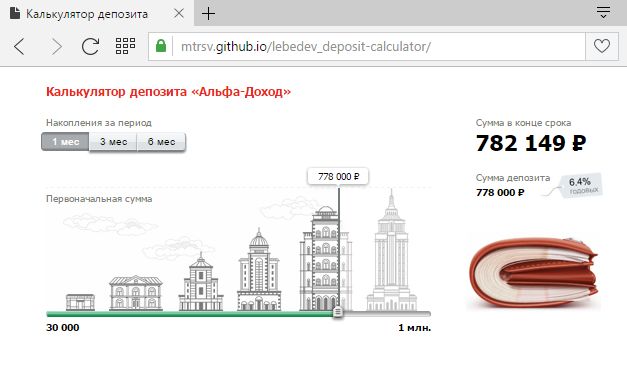 Калькулятор депозита
mtrsv.github.io/lebedev_deposit-calculator/
Калькулятор депозита «Альфа-Доход»
Накопления за период
1 мес 3 мес 6 мес
778 000 ₽
Первоначальная сумма
30 000
1 млн.
Сумма в конце срока
782 149 ₽
Сумма депозита
778 000 ₽
6,4%
годовых